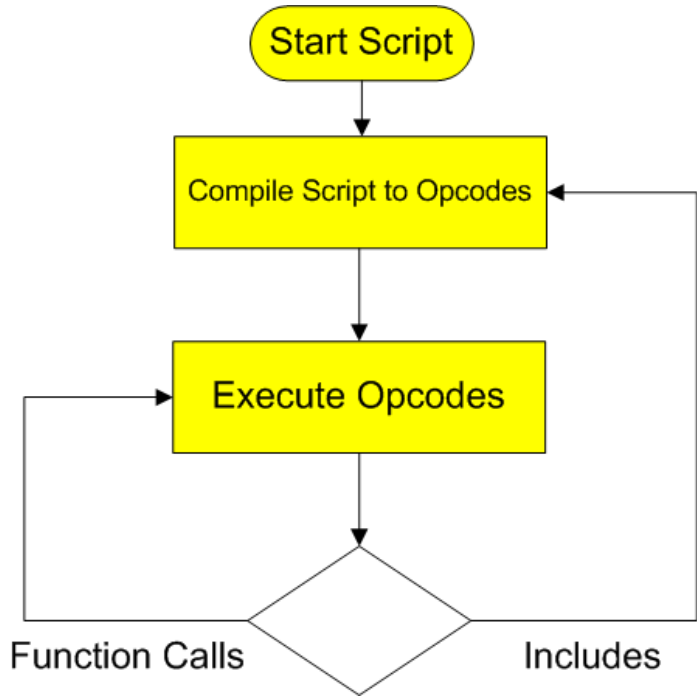 Start Script
Compile Script to Opcodes
Execute Opcodes
Function Calls
Includes